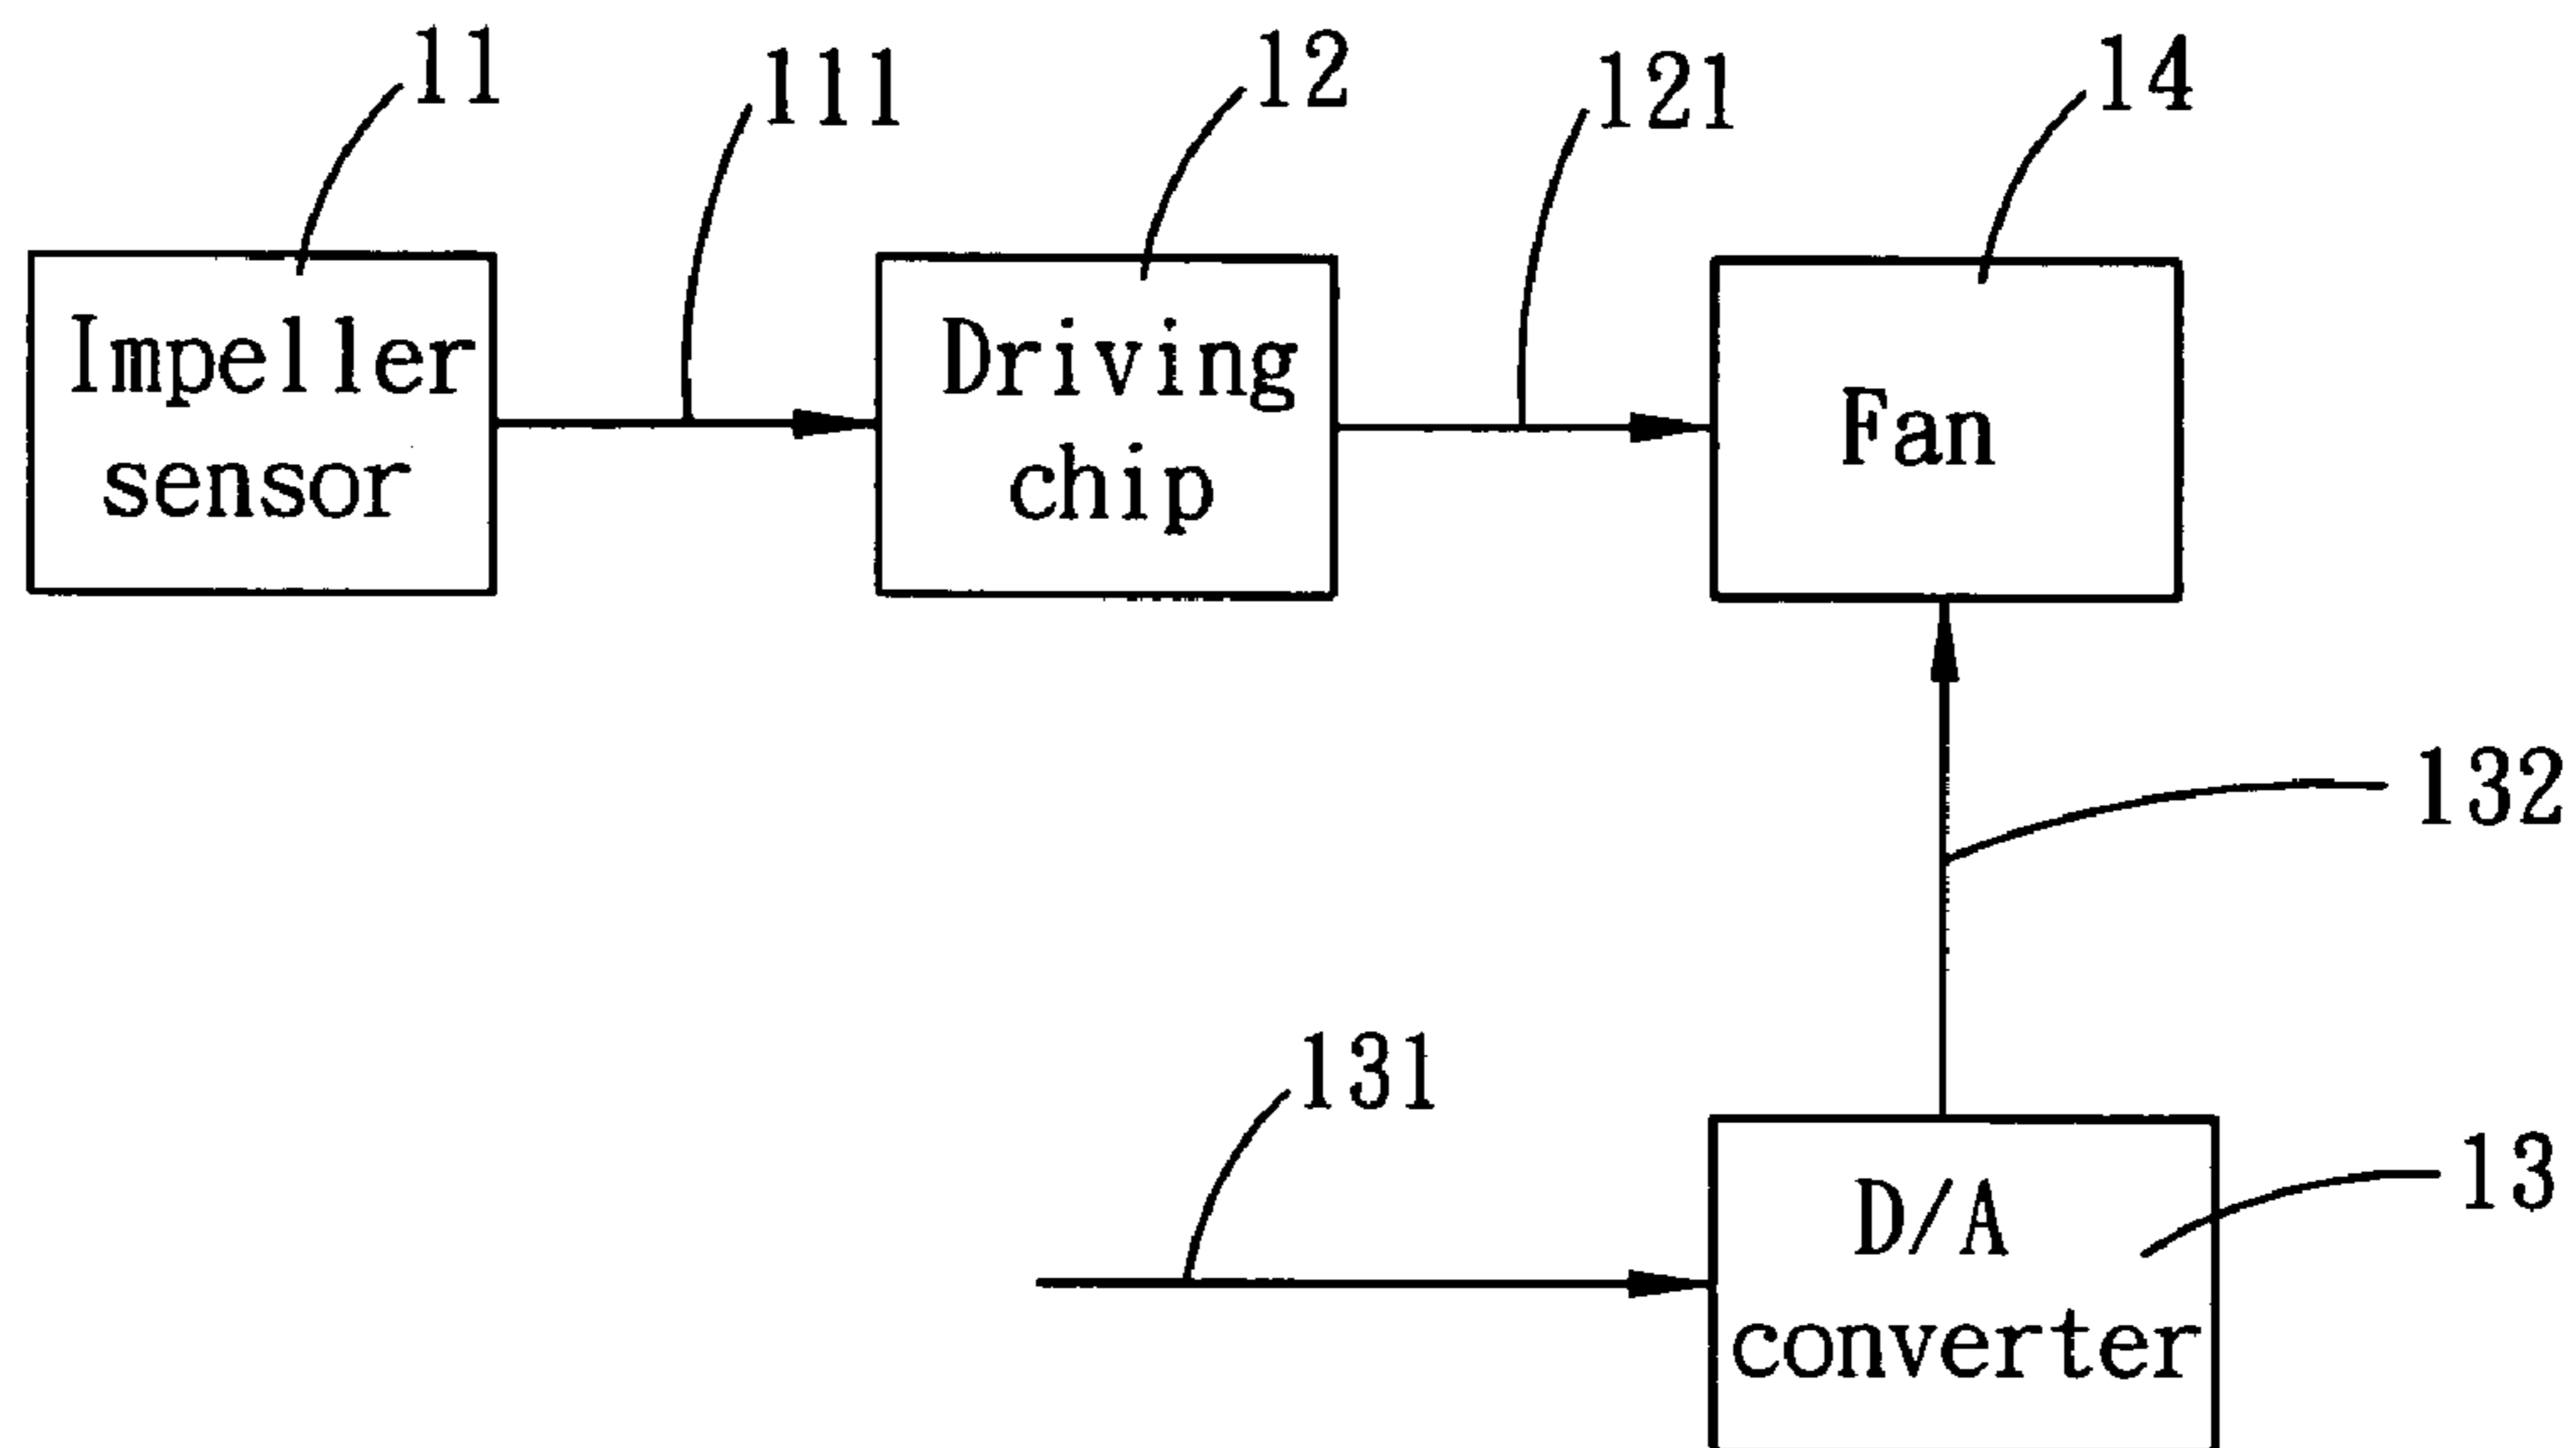 11
111
12
121
14
Impeller
sensor
Driving
chip
Fan
132
131
13
D/A
converter